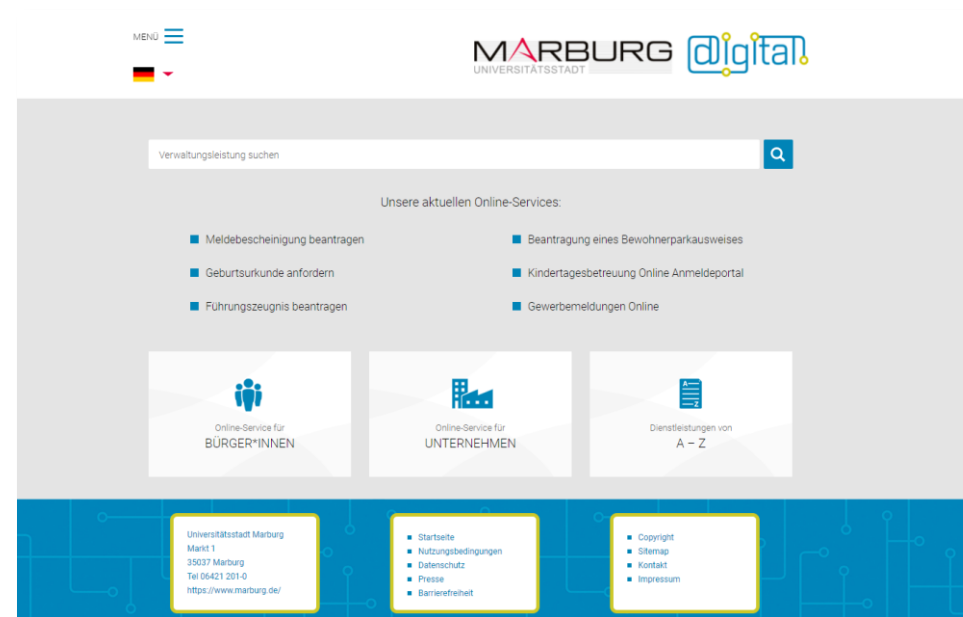 MENÜ
MARBURG digital
UNIVERSITÄTSSTADT
Verwaltungsleistung suchen
Unsere aktuellen Online-Services:
Meldebescheinigung beantragen
Beantragung eines Bewohnerparkausweises
Geburtsurkunde anfordern
Kindertagesbetreuung Online Anmeldeportal
Führungszeugnis beantragen
Gewerbemeldungen Online
Online-Service für
BÜRGER*INNEN
Online-Service für
UNTERNEHMEN
A
Z
Dienstleistungen von
A – Z
Universitätsstadt Marburg
Markt 1
35037 Marburg
Tel 06421 201-0
https://www.marburg.de/
Startseite
Nutzungsbedingungen
Datenschutz
Presse
Barrierefreiheit
Copyright
Sitemap
Kontakt
Impressum